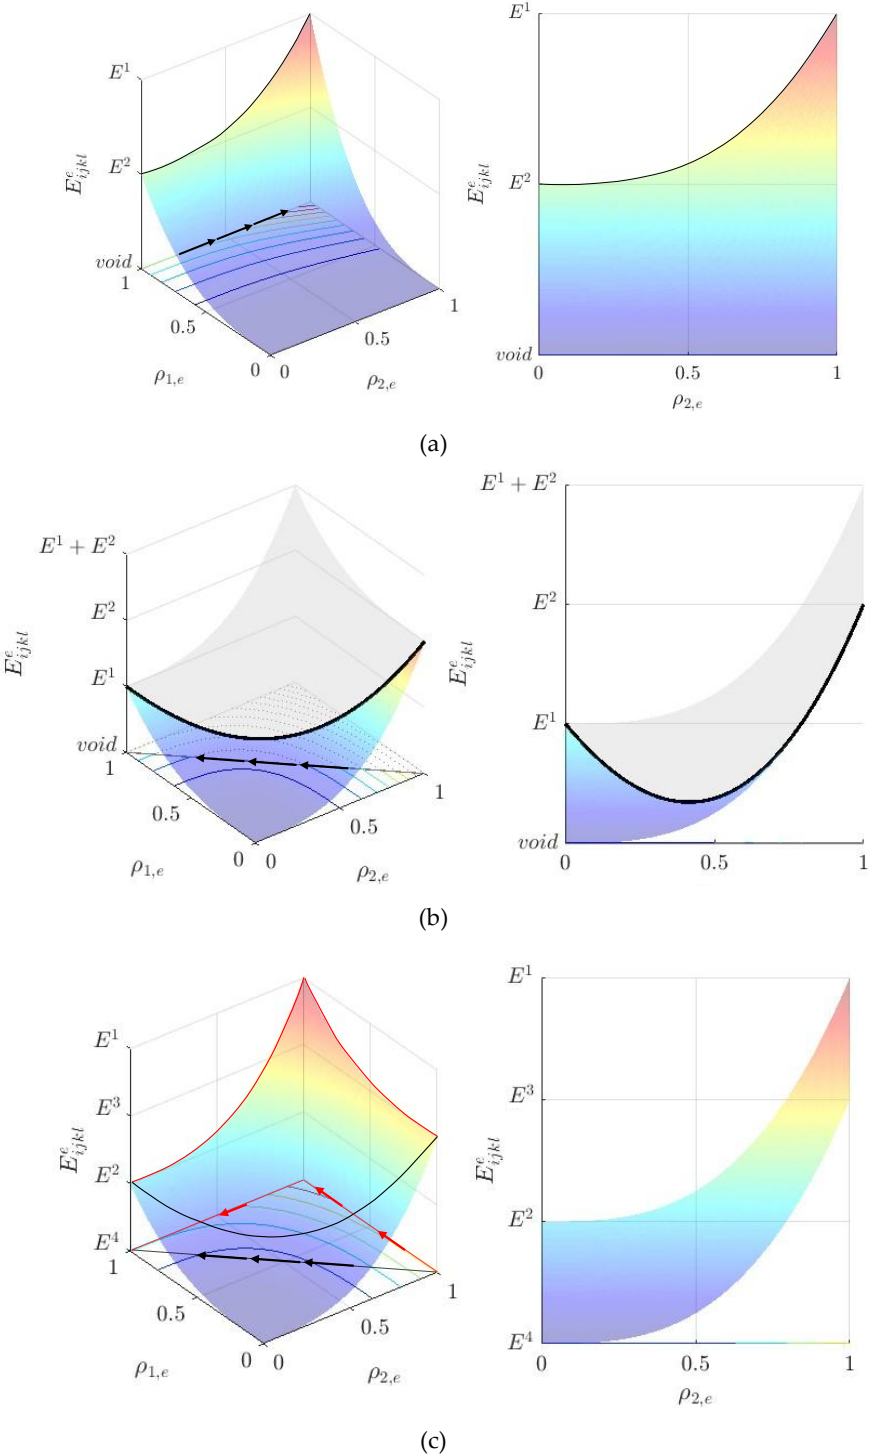 E^1
E^2
E^e_{ijkl}
void
1
0.5
0
ρ_{1,e}
0
0.5
1
ρ_{2,e}
E^1
E^2
E^e_{ijkl}
void
0
0.5
1
ρ_{2,e}
(a)
E^1 + E^2
E^2
E^1
E^e_{ijkl}
void
1
0.5
0
ρ_{1,e}
0
0.5
1
ρ_{2,e}
E^1 + E^2
E^2
E^1
E^e_{ijkl}
void
0
0.5
1
(b)
E^1
E^3
E^2
E^4
E^e_{ijkl}
1
0.5
0
ρ_{1,e}
0
0.5
1
ρ_{2,e}
E^1
E^3
E^2
E^4
E^e_{ijkl}
0
0.5
1
ρ_{2,e}
(c)